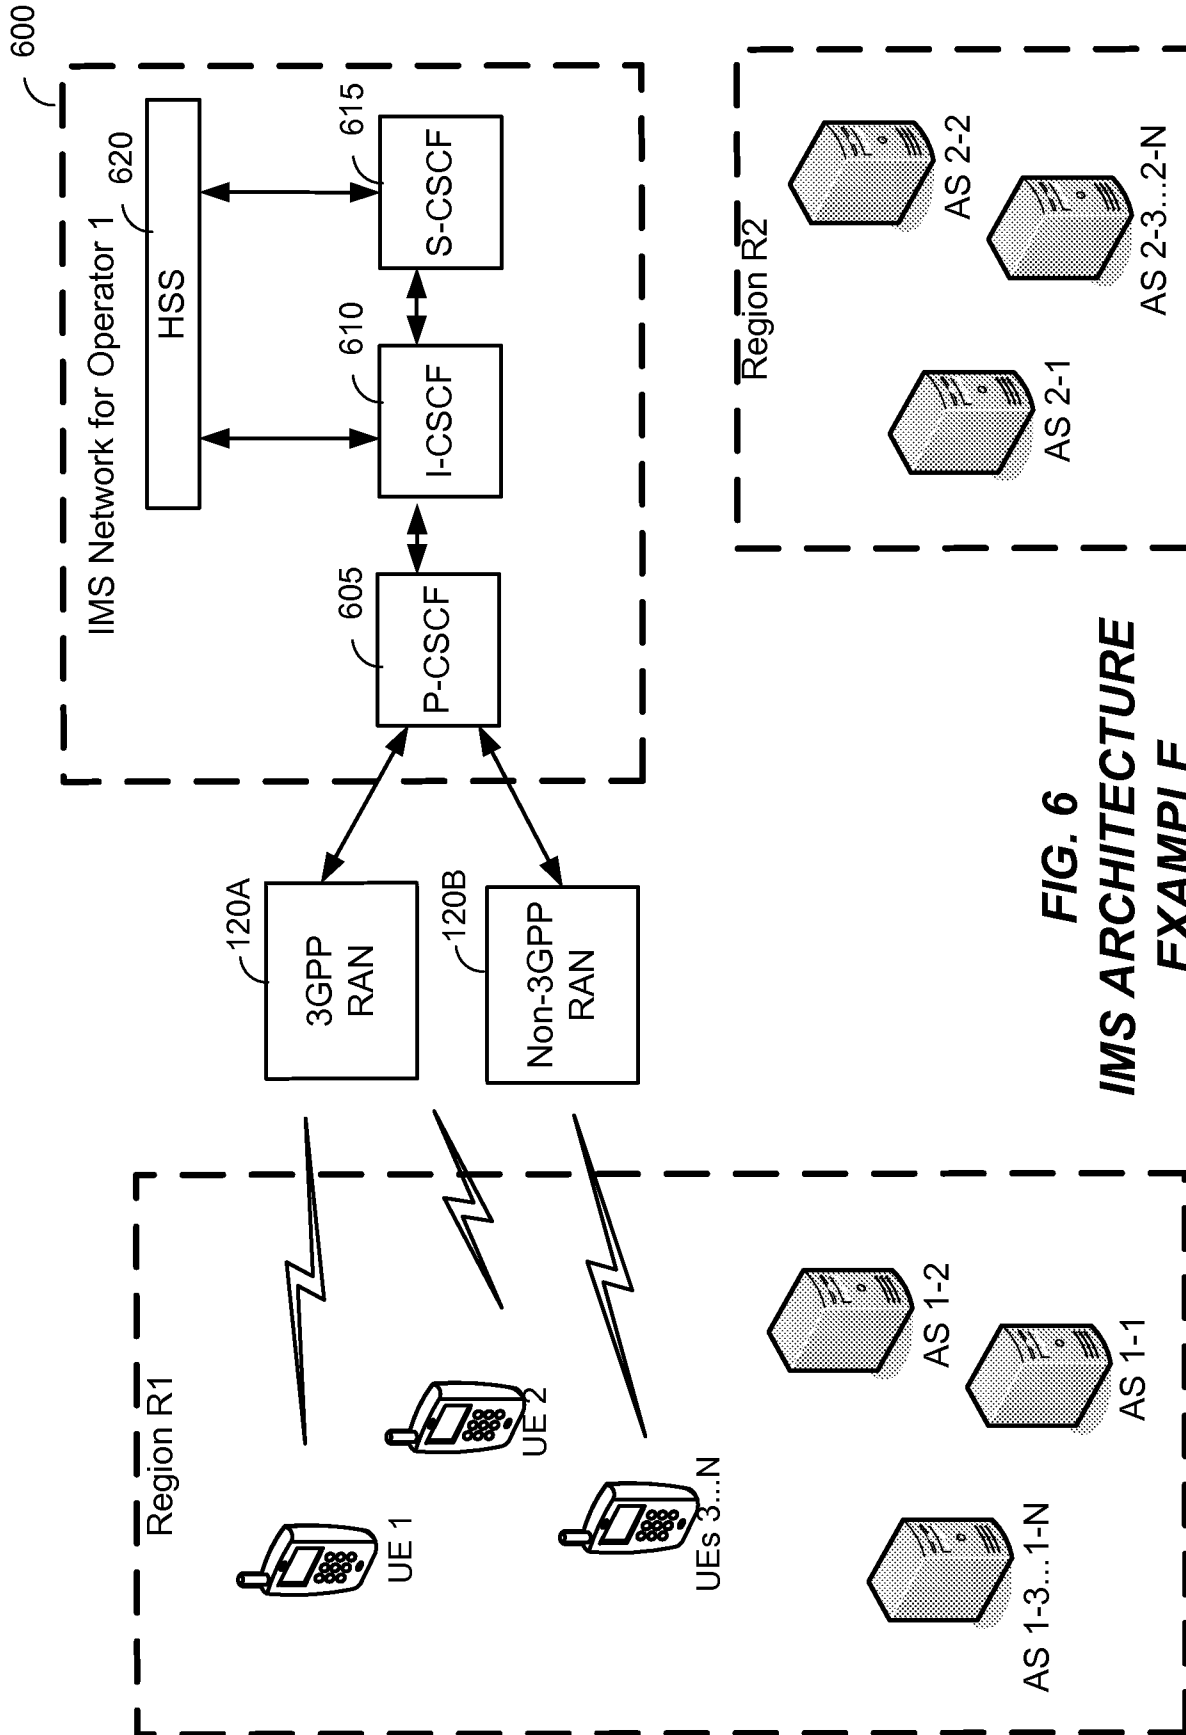 600
IMS Network for Operator 1
620
HSS
615
S-CSCF
610
I-CSCF
605
P-CSCF
120A
3GPP
RAN
120B
Non-3GPP
RAN
Region R1
UE 1
UE 2
UEs 3...N
AS 1-2
AS 1-1
AS 1-3...1-N
Region R2
AS 2-2
AS 2-1
AS 2-3...2-N
FIG. 6
IMS ARCHITECTURE
EXAMPLE